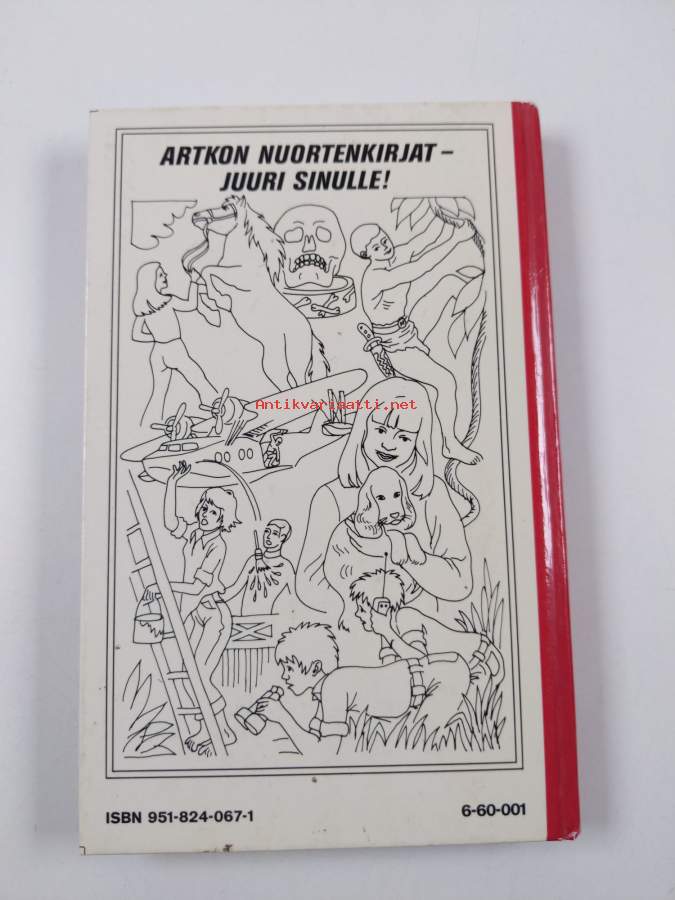 ARTKON NUORTENKIRJAT –
JUURI SINULLE!
Antikvariaatti.net
ISBN 951-824-067-1
6-60-001